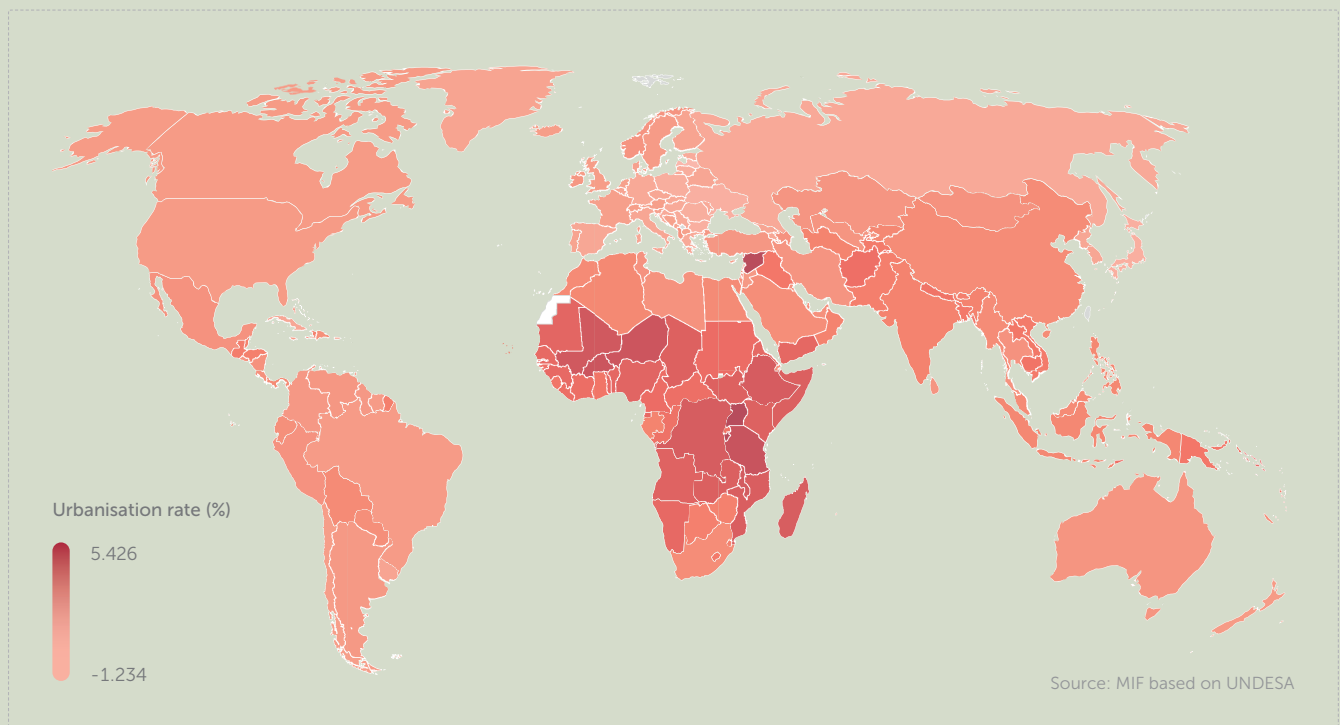 Urbanisation rate (%)
5.426
-1.234
Source: MIF based on UNDESA